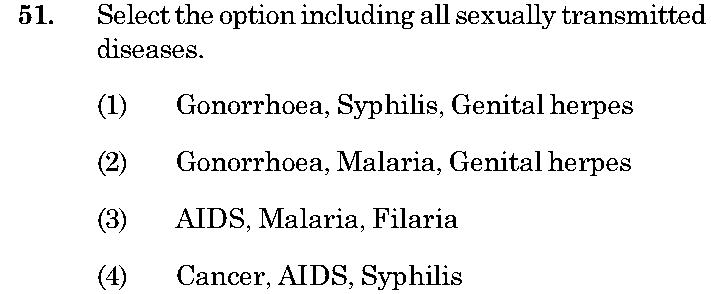 51. Select the option including all sexually transmitted
diseases.
(1) Gonorrhoea, Syphilis, Genital herpes
(2) Gonorrhoea, Malaria, Genital herpes
(3) AIDS, Malaria, Filaria
(4) Cancer, AIDS, Syphilis